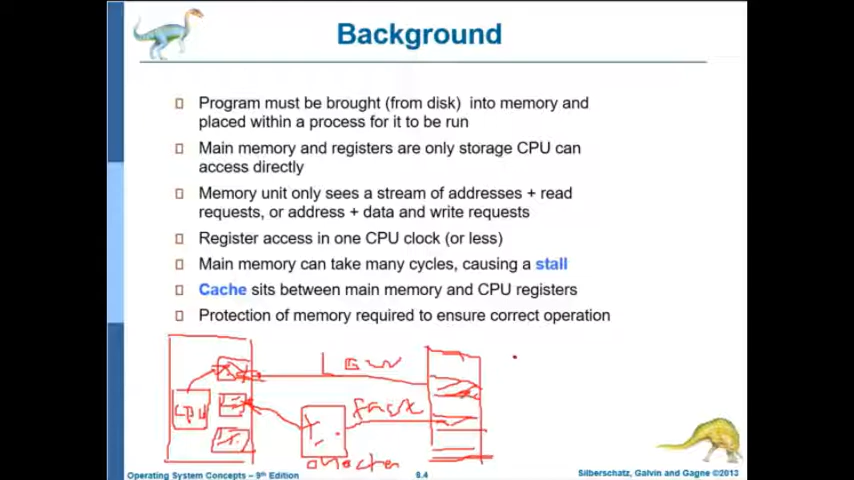 Background
Program must be brought (from disk) into memory and
placed within a process for it to be run
Main memory and registers are only storage CPU can
access directly
Memory unit only sees a stream of addresses + read
requests, or address + data and write requests
Register access in one CPU clock (or less)
Main memory can take many cycles, causing a stall
Cache sits between main memory and CPU registers
Protection of memory required to ensure correct operation
CPU
fast
Operating System Concepts – 9th Edition
8.4
Silberschatz, Galvin and Gagne ©2013